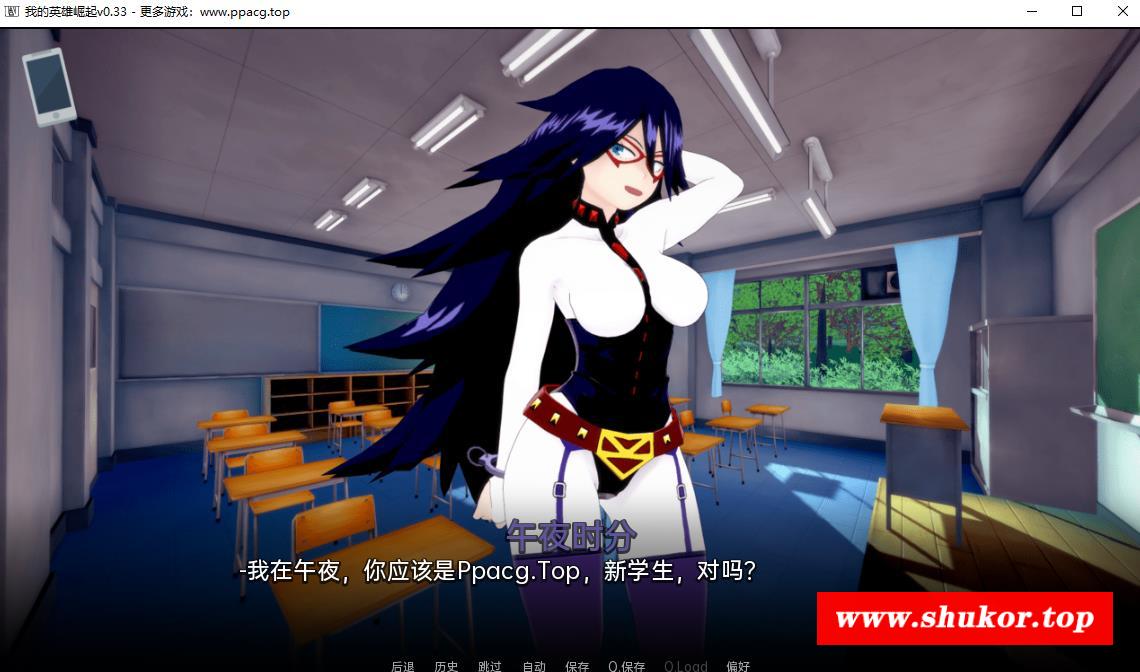 我的英雄崛起v0.33 - 更多游戏：www.ppacg.top
午夜时分
-我在午夜，你应该是Ppacg.Top，新学生，对吗？
www.shukor.top
后退 历史 跳过 自动 保存 Q.保存 Q.Load 偏好